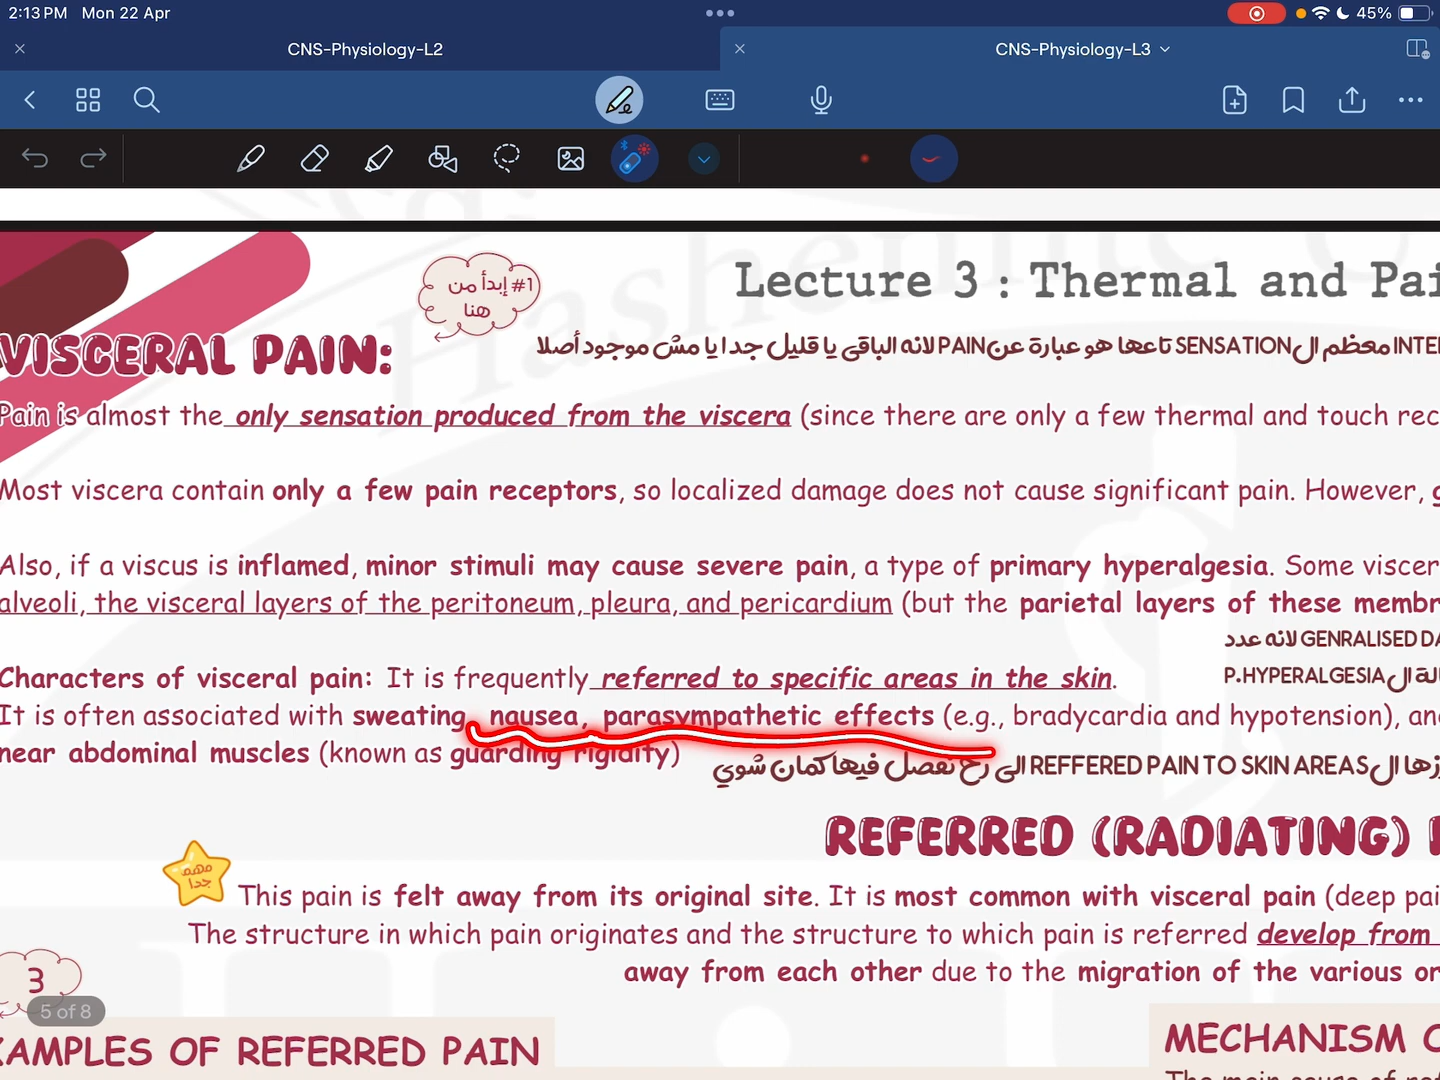 2:13 PM Mon 22 Apr
45%
CNS-Physiology-L2
CNS-Physiology-L3
#1 إبدأ من
هنا
Lecture 3 : Thermal and Pai
VISCERAL PAIN:
معظم ال SENSATION تاعها هو عبارة عن PAIN لانه الباقي يا قليل جدا يا مش موجود أصلا
Pain is almost the only sensation produced from the viscera (since there are only a few thermal and touch rec
Most viscera contain only a few pain receptors, so localized damage does not cause significant pain. However,
Also, if a viscus is inflamed, minor stimuli may cause severe pain, a type of primary hyperalgesia. Some viscer
alveoli, the visceral layers of the peritoneum, pleura, and pericardium (but the parietal layers of these membr
GENRALISED DA لانه عدد
Characters of visceral pain: It is frequently referred to specific areas in the skin.
P.HYPERALGESIA
It is often associated with sweating, nausea, parasympathetic effects (e.g., bradycardia and hypotension), an
near abdominal muscles (known as guarding rigidity)
REFFERED PAIN TO SKIN AREAS الى رح نفصل فيها كمان شوي
REFERRED (RADIATING)
مهم
جدا
This pain is felt away from its original site. It is most common with visceral pain (deep pai
The structure in which pain originates and the structure to which pain is referred develop from
away from each other due to the migration of the various or
3
5 of 8
XAMPLES OF REFERRED PAIN
MECHANISM